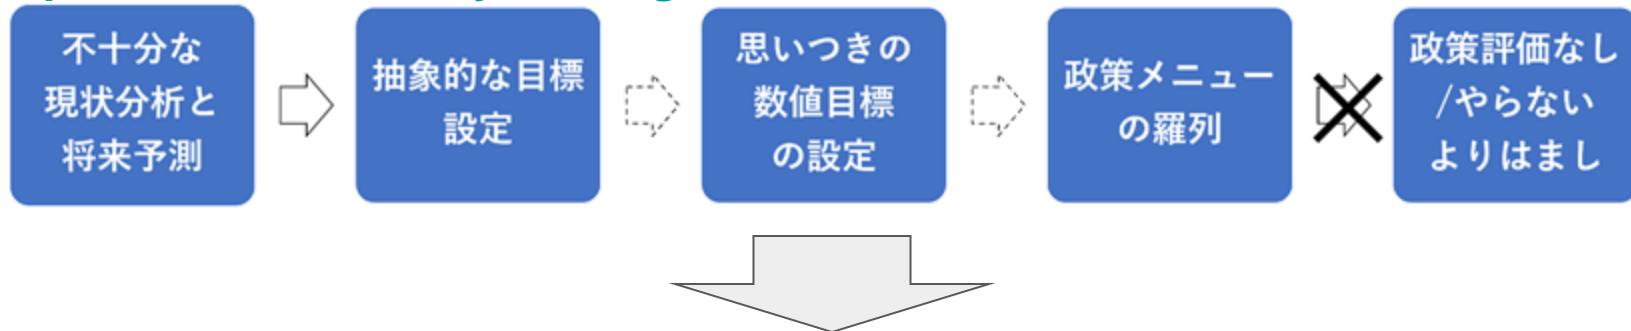 不十分な
現状分析と
将来予測
抽象的な目標
設定
思いつきの
数値目標
の設定
政策メニュー
の羅列
政策評価なし
/やらない
よりはまし